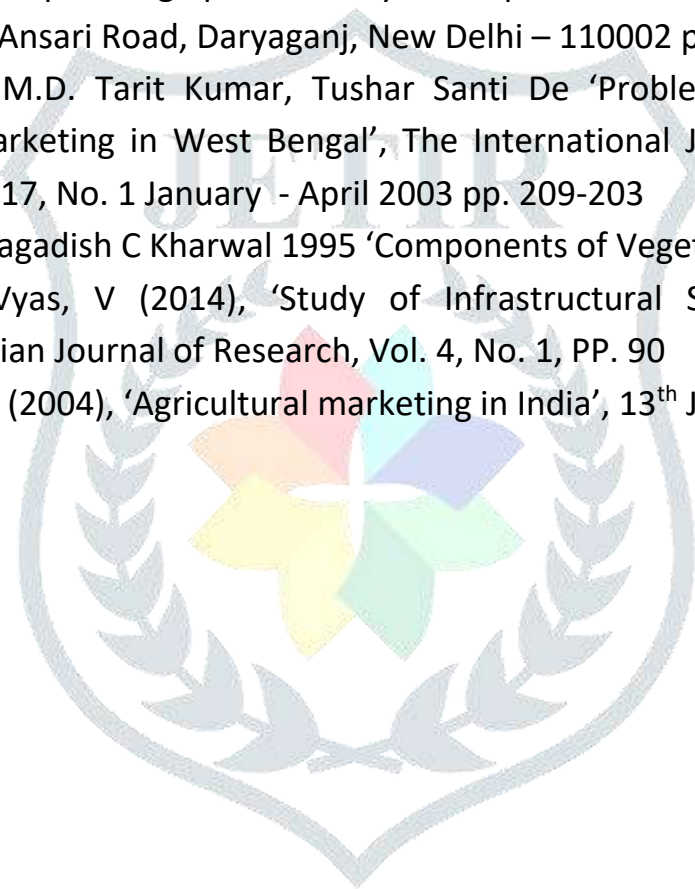 Ansari Road, Daryaganj, New Delhi – 110002 p
M.D. Tarit Kumar, Tushar Santi De ‘Proble
arketing in West Bengal’, The International J
17, No. 1 January - April 2003 pp. 209-203
agadish C Kharwal 1995 ‘Components of Veget
Vyas, V (2014), ‘Study of Infrastructural S
ian Journal of Research, Vol. 4, No. 1, PP. 90
(2004), ‘Agricultural marketing in India’, 13th J
JETIR